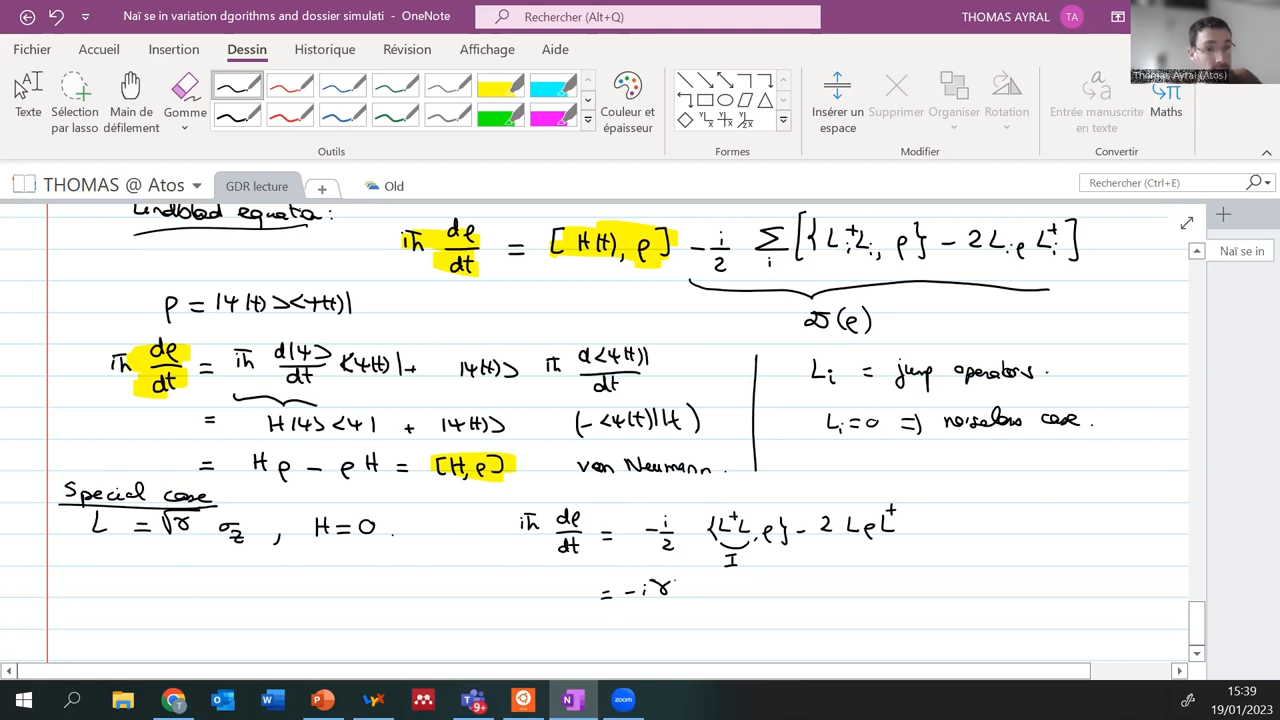 Naï se in variation dgorithms and dossier simulati - OneNote
Rechercher (Alt+Q)
THOMAS AYRAL TA
Fichier Accueil Insertion Dessin Historique Révision Affichage Aide
Thomas Ayral (Atos)
Texte Sélection par lasso Main de défilement Gomme Couleur et épaisseur Insérer un espace Supprimer Organiser Rotation Entrée manuscrite en texte Maths
Outils Formes Modifier Convertir
THOMAS @ Atos GDR lecture Old Rechercher (Ctrl+E)
Naï se in
Lindblad equation:
iħ dρ/dt = [H(t), ρ] - i/2 Σ_i [{L_i^+ L_i, ρ} - 2 L_i ρ L_i^+]
ρ = |ψ(t)><ψ(t)|
D(ρ)
iħ dρ/dt = iħ d|ψ>/dt <ψ(t)| + |ψ(t)> iħ d<ψ(t)|/dt
L_i = jump operators.
= H|ψ><ψ| + |ψ(t)> (-<ψ(t)|H)
L_i = 0 => noiseless case.
= Hρ - ρH = [H,ρ] von Neumann.
Special case
L = √γ σ_z , H = 0.
iħ dρ/dt = -i/2 {L^+L, ρ} - 2 LρL^+
I
= -iγ
9+
15:39
19/01/2023